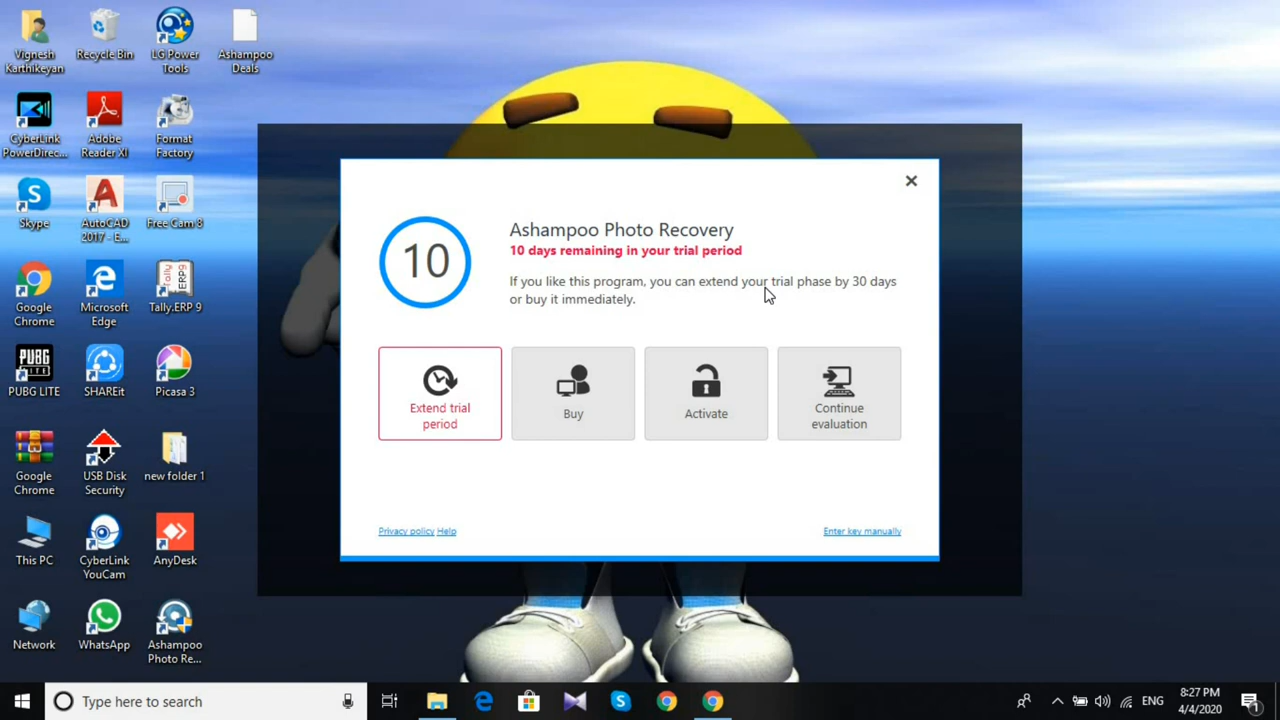 Vignesh
Karthikeyan
Recycle Bin
LG Power
Tools
Ashampoo
Deals
CyberLink
PowerDirec...
Adobe
Reader XI
Format
Factory
Skype
AutoCAD
2017 - E...
Free Cam 8
Google
Chrome
Microsoft
Edge
Tally
ERP9
Tally.ERP 9
PUBG
LITE
PUBG LITE
SHAREit
Picasa 3
Google
Chrome
USB Disk
Security
new folder 1
This PC
CyberLink
YouCam
AnyDesk
Network
WhatsApp
Ashampoo
Photo Re...
10
Ashampoo Photo Recovery
10 days remaining in your trial period
If you like this program, you can extend your trial phase by 30 days
or buy it immediately.
Extend trial
period
Buy
Activate
Continue
evaluation
Privacy policy Help
Enter key manually
Type here to search
ENG
8:27 PM
4/4/2020
1